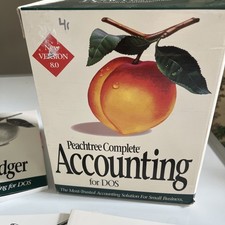 New
VERSION
8.0
Peachtree Complete
Accounting
for DOS
The Most-Trusted Accounting Solution For Small Business.
dger
ng for DOS